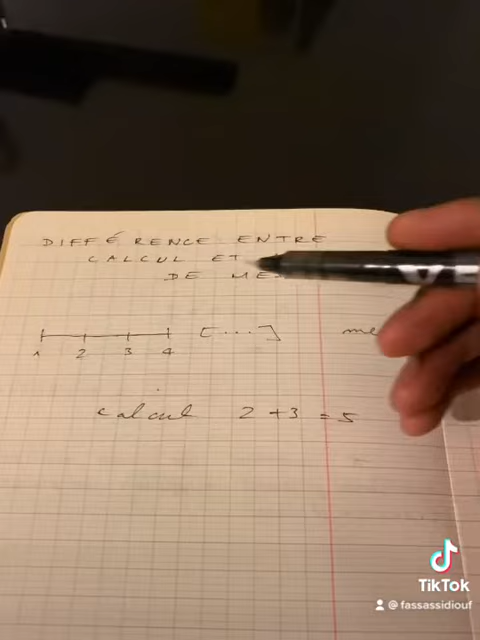 DIFFÉRENCE ENTRE
CALCUL ET
DE
1 2 3 4 [...]
calcul 2 + 3 = 5
TikTok
@fassassidiouf